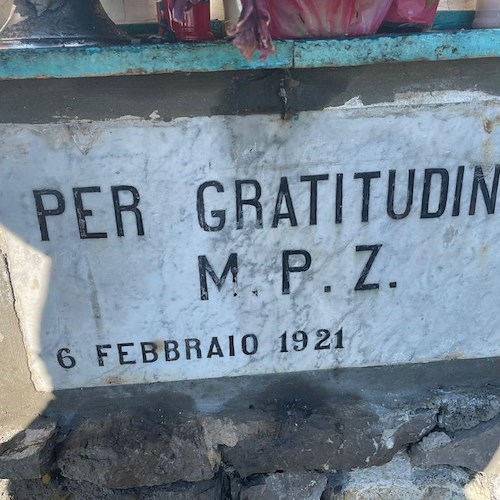 PER GRATITUDIN
M. P. Z.
6 FEBBRAIO 1921